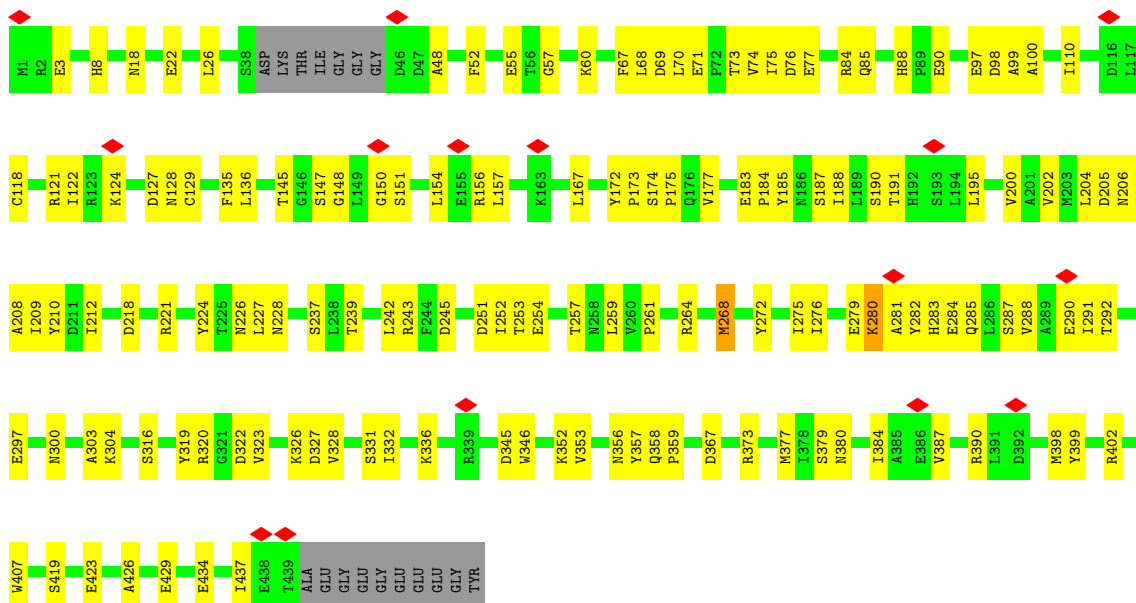 M1 R2 E3 H8 N18 E22 L26 S38 ASP LYS THR ILE GLY GLY GLY D46 D47 A48 F52 E55 T56 G57 K60 F67 L68 D69 L70 E71 P72 T73 V74 I75 D76 E77 R84 Q85 H88 P89 E90 E97 D98 A99 A100 I110 D116 L117
C118 R121 I122 R123 K124 D127 N128 C129 F135 L136 T145 G146 S147 G148 L149 G150 S151 L154 E155 R156 L157 K163 L167 Y172 P173 S174 P175 Q176 V177 E183 P184 Y185 N186 S187 I188 L189 S190 T191 H192 S193 L194 L195 V200 A201 V202 M203 L204 D205 N206
A208 I209 Y210 D211 I212 D218 R221 Y224 T225 N226 L227 N228 S237 L238 T239 L242 R243 F244 D245 D251 I252 T253 E254 T257 N258 L259 V260 P261 R264 M268 Y272 I275 I276 E279 K280 A281 Y282 H283 E284 Q285 L286 S287 V288 A289 E290 I291 T292
E297 N300 A303 K304 S316 Y319 R320 G321 D322 V323 K326 D327 V328 S331 I332 K336 R339 D345 W346 K352 V353 N356 Y357 Q358 P359 D367 R373 M377 I378 S379 N380 I384 A385 E386 V387 R390 L391 D392 M398 Y399 R402
W407 S419 E423 A426 E429 E434 I437 E438 T439 ALA GLU GLY GLU GLY GLU GLU GLU GLY TYR